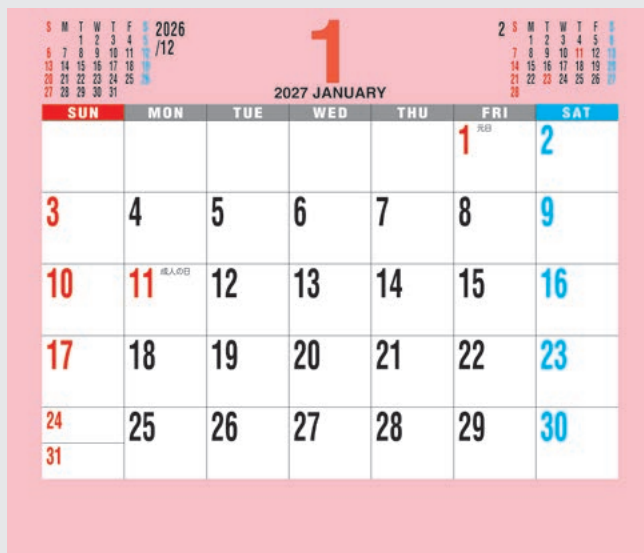 S M T W T F S
1 2 3 4 5
6 7 8 9 10 11 12
13 14 15 16 17 18 19
20 21 22 23 24 25 26
27 28 29 30 31
2026
/12
1
2027 JANUARY
2
S M T W T F S
1 2 3 4 5 6
7 8 9 10 11 12 13
14 15 16 17 18 19 20
21 22 23 24 25 26 27
28
SUN MON TUE WED THU FRI SAT
1 元日 2
3 4 5 6 7 8 9
10 11 成人の日 12 13 14 15 16
17 18 19 20 21 22 23
24 25 26 27 28 29 30
31